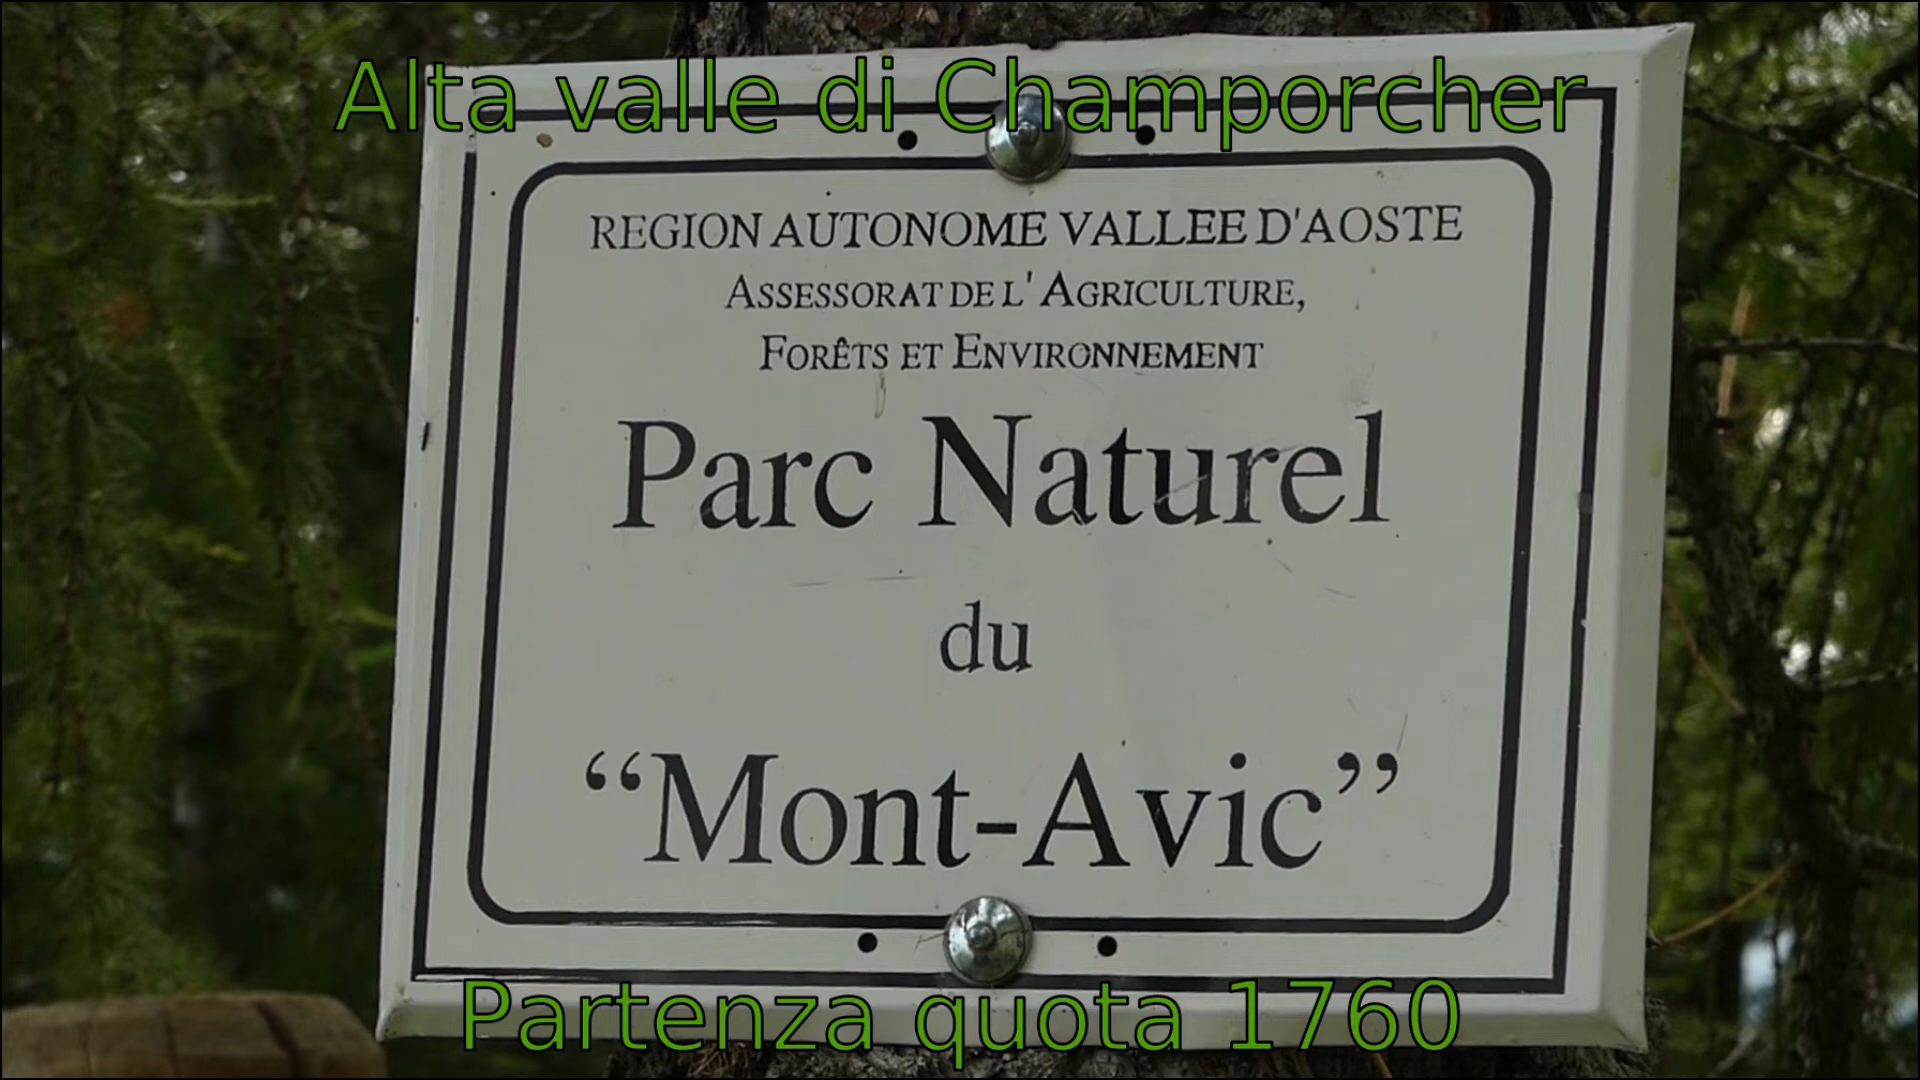 Alta valle di Champorcher
REGION AUTONOME VALLEE D'AOSTE
ASSESSORAT DE L'AGRICULTURE,
FORÊTS ET ENVIRONNEMENT
Parc Naturel
du
“Mont-Avic”
Partenza quota 1760